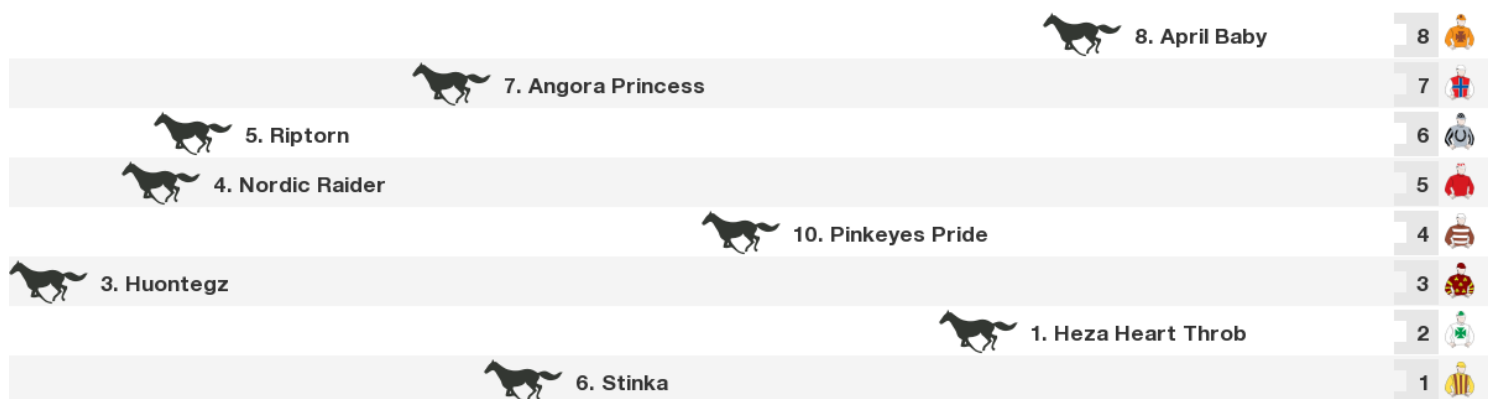 8. April Baby 8
7. Angora Princess 7
5. Riptorn 6
4. Nordic Raider 5
10. Pinkeyes Pride 4
3. Huontegz 3
1. Heza Heart Throb 2
6. Stinka 1